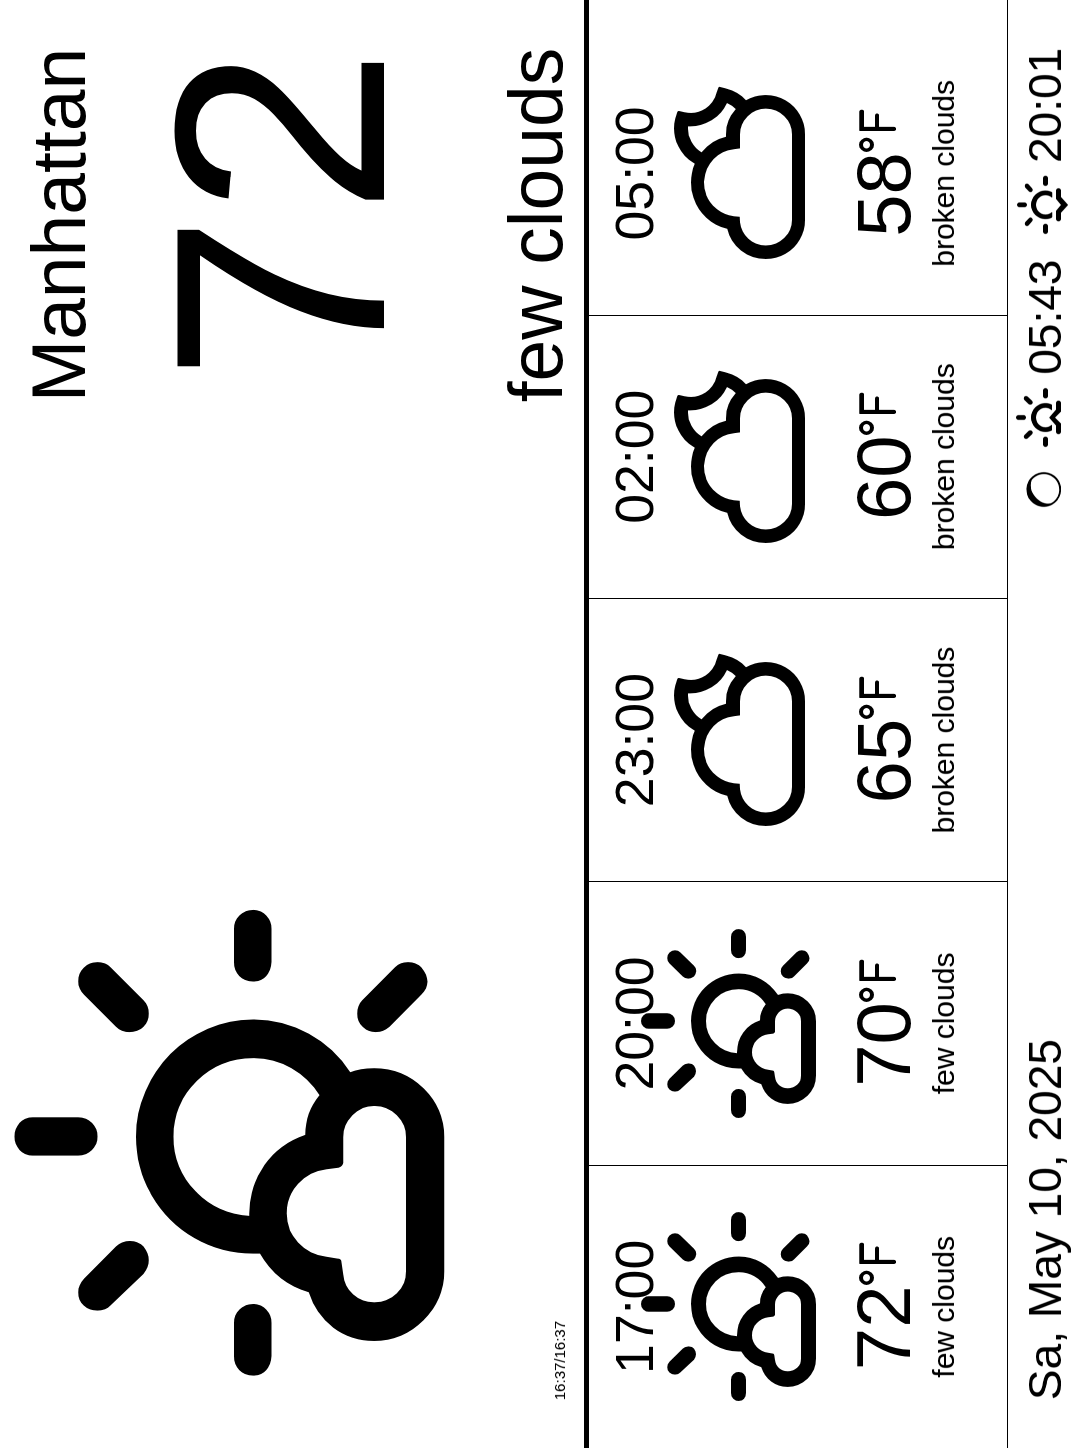 Manhattan
72
few clouds
16:37/16:37
17:00
72°F
few clouds
20:00
70°F
few clouds
23:00
65°F
broken clouds
02:00
60°F
broken clouds
05:00
58°F
broken clouds
Sa, May 10, 2025
05:43 20:01